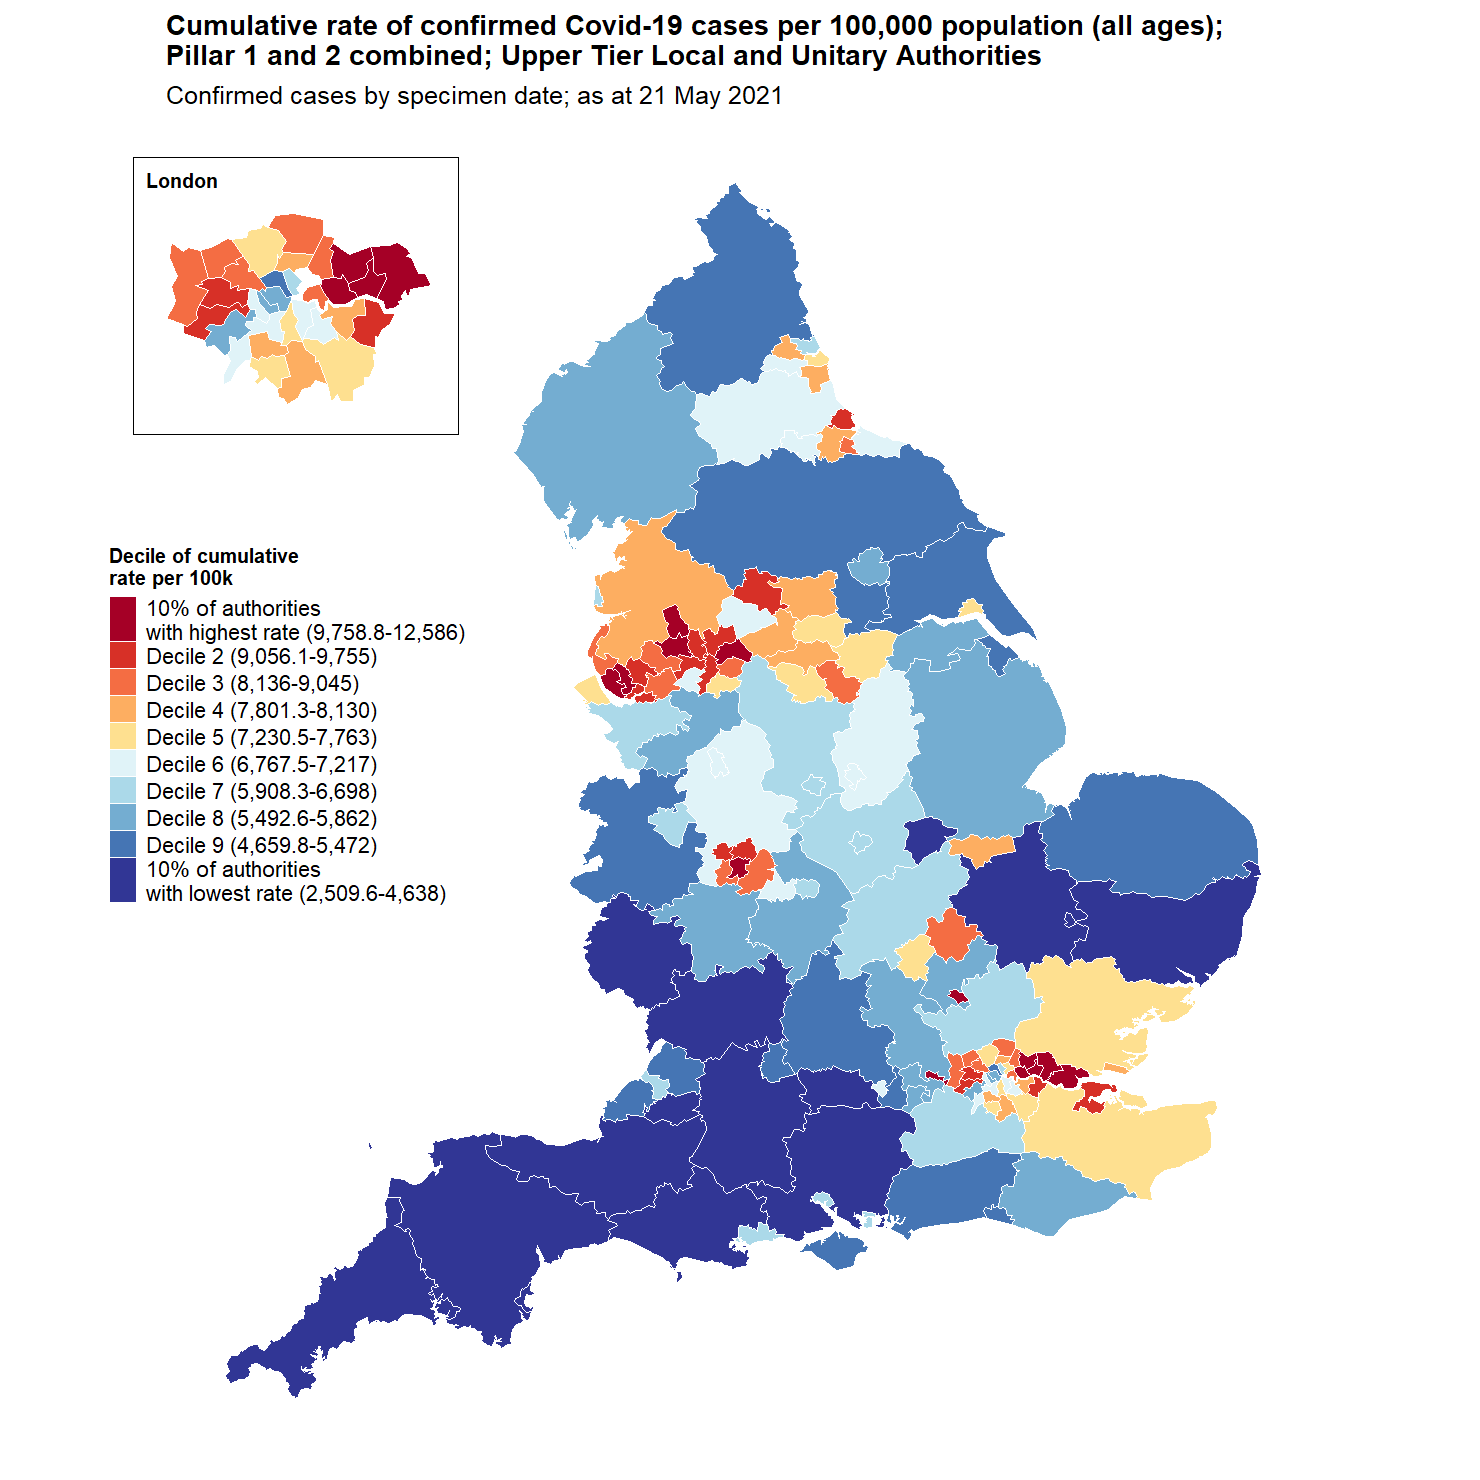 Cumulative rate of confirmed Covid-19 cases per 100,000 population (all ages);
Pillar 1 and 2 combined; Upper Tier Local and Unitary Authorities
Confirmed cases by specimen date; as at 21 May 2021
London
Decile of cumulative
rate per 100k
10% of authorities
with highest rate (9,758.8-12,586)
Decile 2 (9,056.1-9,755)
Decile 3 (8,136-9,045)
Decile 4 (7,801.3-8,130)
Decile 5 (7,230.5-7,763)
Decile 6 (6,767.5-7,217)
Decile 7 (5,908.3-6,698)
Decile 8 (5,492.6-5,862)
Decile 9 (4,659.8-5,472)
10% of authorities
with lowest rate (2,509.6-4,638)